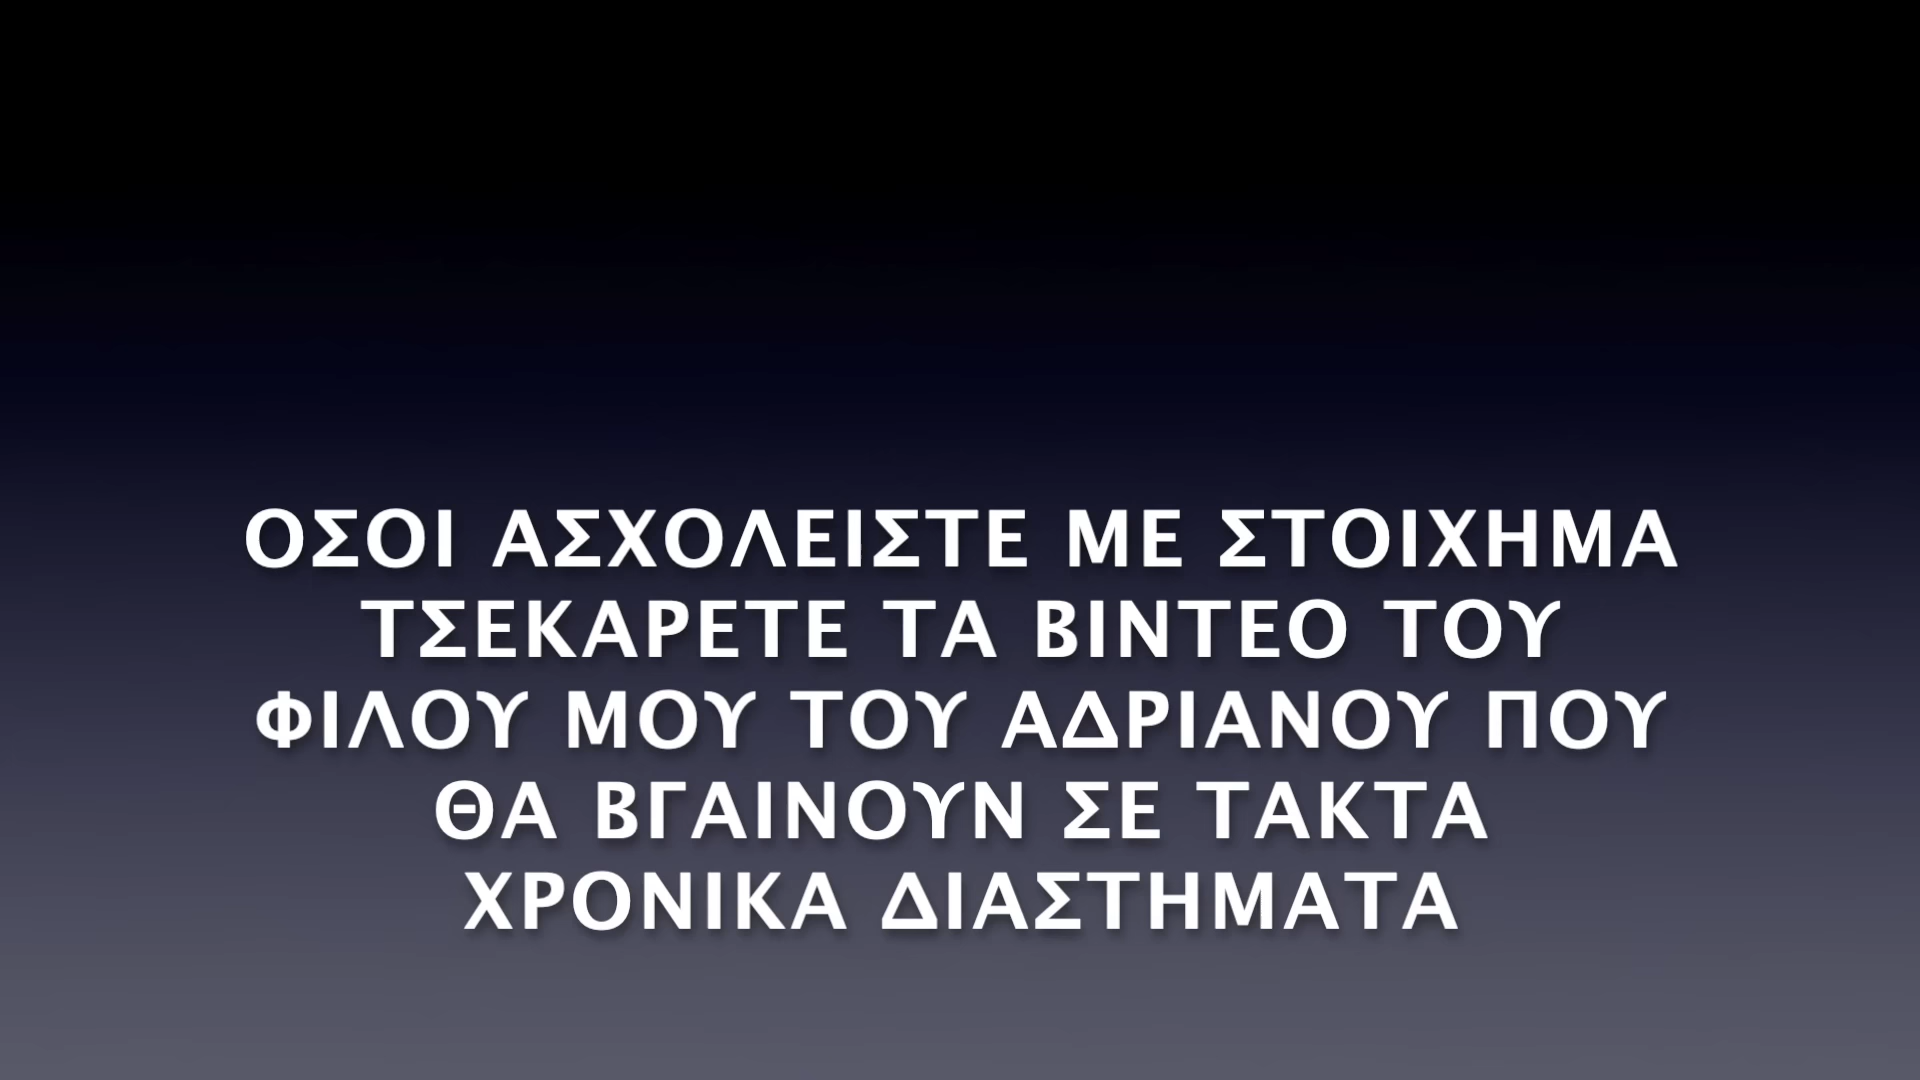 ΟΣΟΙ ΑΣΧΟΛΕΙΣΤΕ ΜΕ ΣΤΟΙΧΗΜΑ
ΤΣΕΚΑΡΕΤΕ ΤΑ ΒΙΝΤΕΟ ΤΟΥ
ΦΙΛΟΥ ΜΟΥ ΤΟΥ ΑΔΡΙΑΝΟΥ ΠΟΥ
ΘΑ ΒΓΑΙΝΟΥΝ ΣΕ ΤΑΚΤΑ
ΧΡΟΝΙΚΑ ΔΙΑΣΤΗΜΑΤΑ